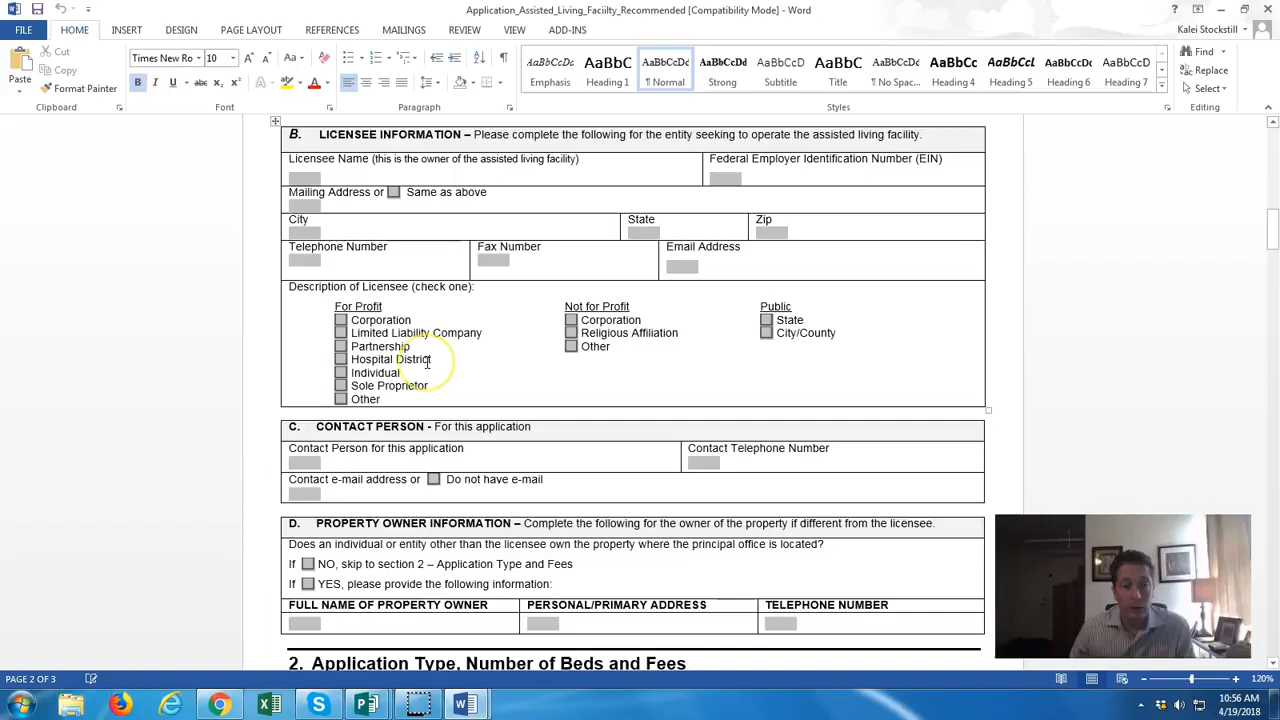 Application_Assisted_Living_Faciilty_Recommended [Compatibility Mode] - Word
FILE HOME INSERT DESIGN PAGE LAYOUT REFERENCES MAILINGS REVIEW VIEW ADD-INS
Kalei Stockstill
Paste
Cut
Copy
Format Painter
Clipboard
Times New Ro 10
Font
Paragraph
AaBbCcDc AaBbC AaBbCcDd AaBbCcDc AaBbCcDd AaBbC AaBbCcDc AaBbCc AaBbCc AaBbCcD AaBbCcD
Emphasis Heading 1 ¶ Normal Strong Subtitle Title ¶ No Spac... Heading 4 Heading 5 Heading 6 Heading 7
Styles
Find
Replace
Select
Editing
B. LICENSEE INFORMATION – Please complete the following for the entity seeking to operate the assisted living facility.
Licensee Name (this is the owner of the assisted living facility) Federal Employer Identification Number (EIN)
Mailing Address or Same as above
City State Zip
Telephone Number Fax Number Email Address
Description of Licensee (check one):
For Profit Not for Profit Public
Corporation Corporation State
Limited Liability Company Religious Affiliation City/County
Partnership Other
Hospital District
Individual
Sole Proprietor
Other
C. CONTACT PERSON - For this application
Contact Person for this application Contact Telephone Number
Contact e-mail address or Do not have e-mail
D. PROPERTY OWNER INFORMATION – Complete the following for the owner of the property if different from the licensee.
Does an individual or entity other than the licensee own the property where the principal office is located?
If NO, skip to section 2 – Application Type and Fees
If YES, please provide the following information:
FULL NAME OF PROPERTY OWNER PERSONAL/PRIMARY ADDRESS TELEPHONE NUMBER
2. Application Type, Number of Beds and Fees
PAGE 2 OF 3
120%
10:56 AM
4/19/2018